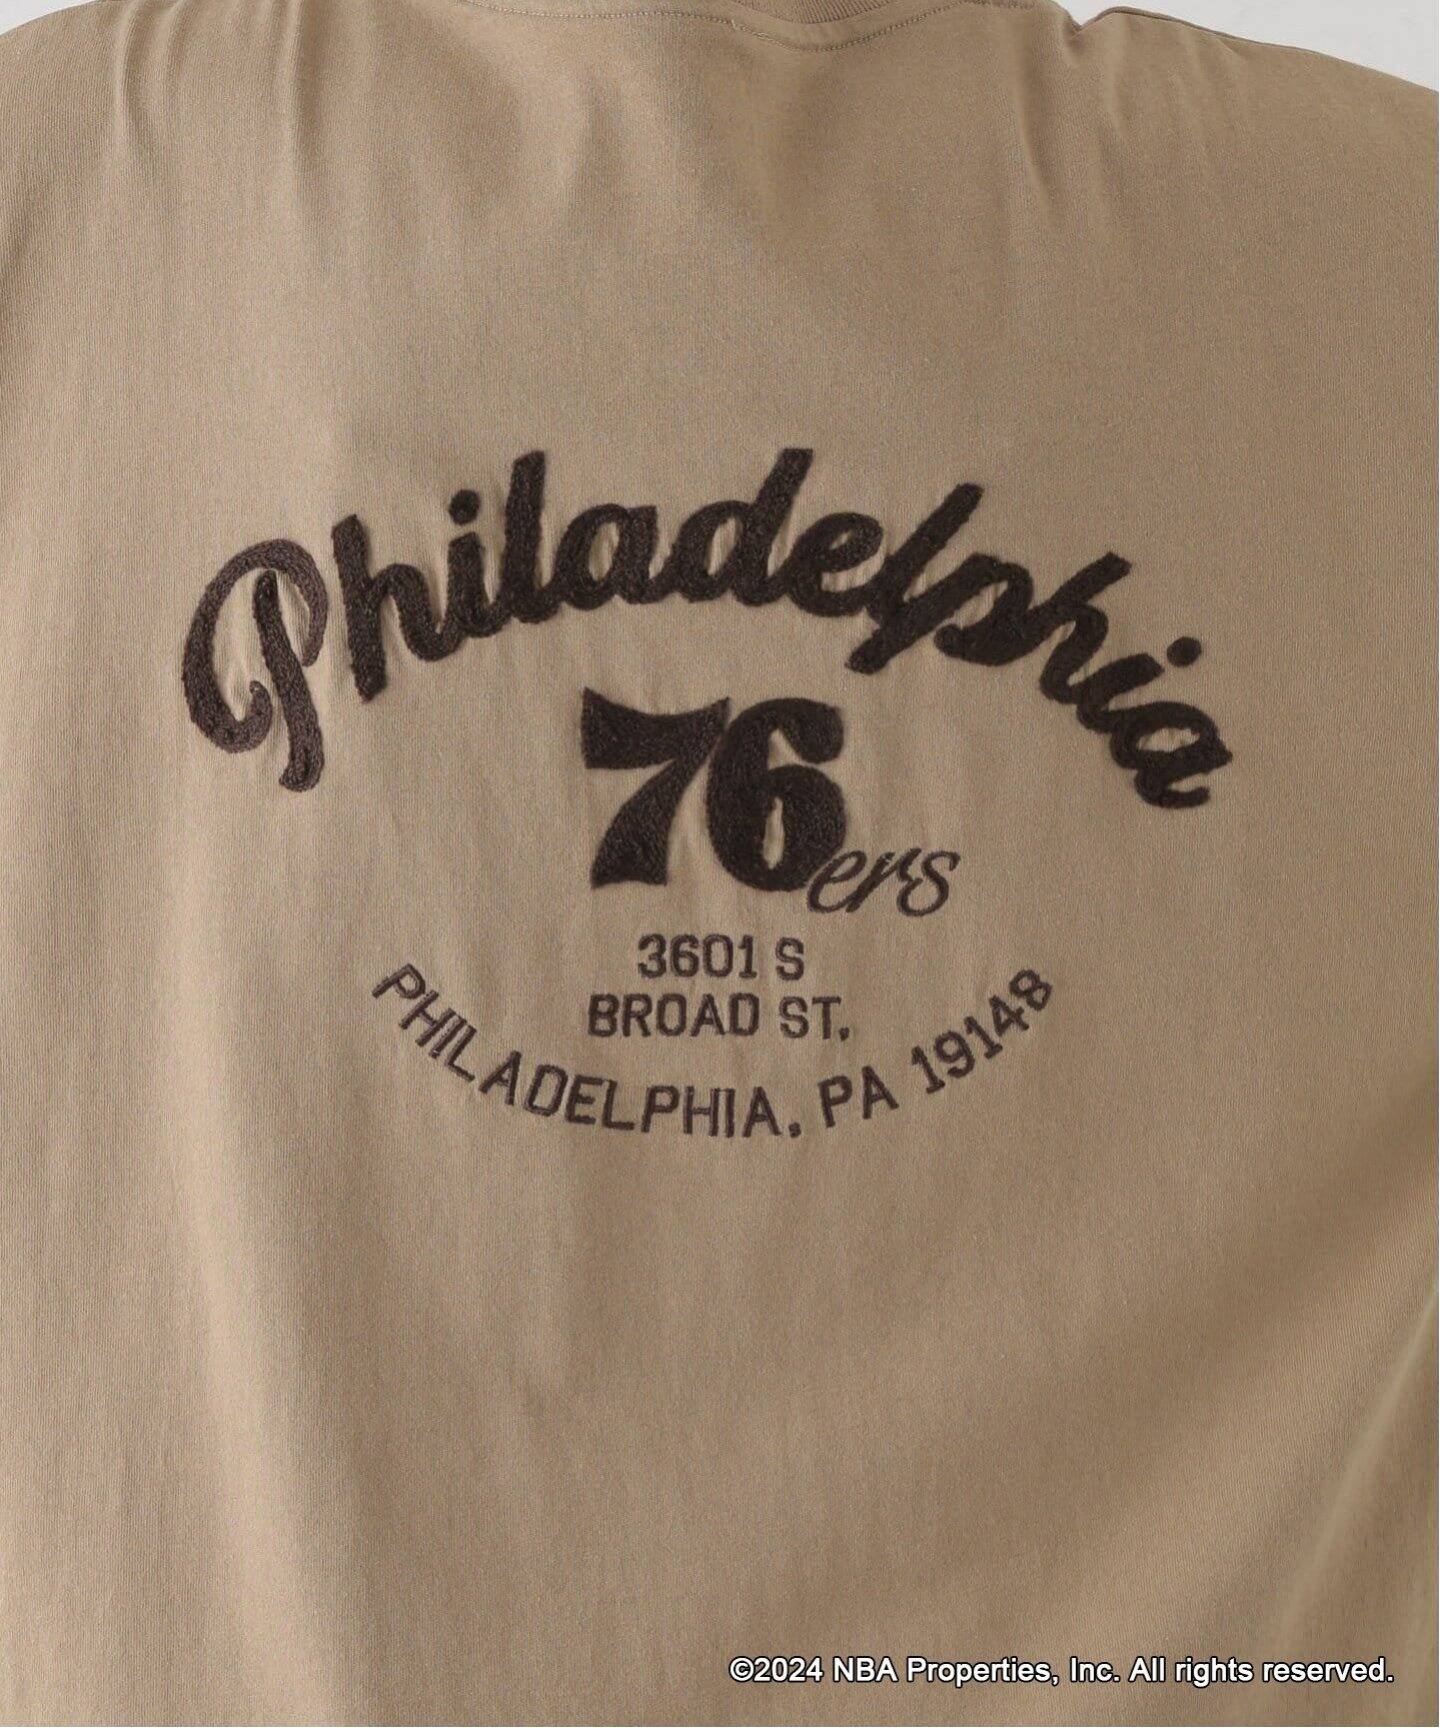 Philadelphia
76ers
3601 S
BROAD ST.
PHILADELPHIA. PA 19148
©2024 NBA Properties, Inc. All rights reserved.